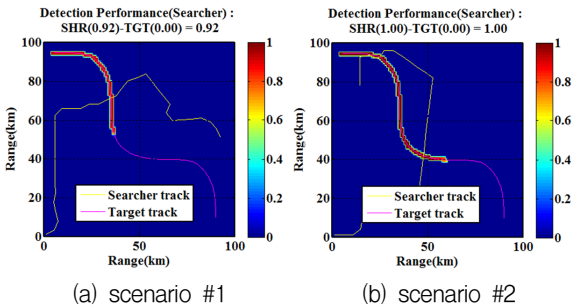 Detection Performance(Searcher) :
SHR(0.92)-TGT(0.00) = 0.92
100
80
60
40
20
0
Range(km)
0
50
100
Range(km)
Searcher track
Target track
1
0.8
0.6
0.4
0.2
0
(a) scenario #1
Detection Performance(Searcher) :
SHR(1.00)-TGT(0.00) = 1.00
100
80
60
40
20
0
Range(km)
0
50
100
Range(km)
Searcher track
Target track
1
0.8
0.6
0.4
0.2
0
(b) scenario #2